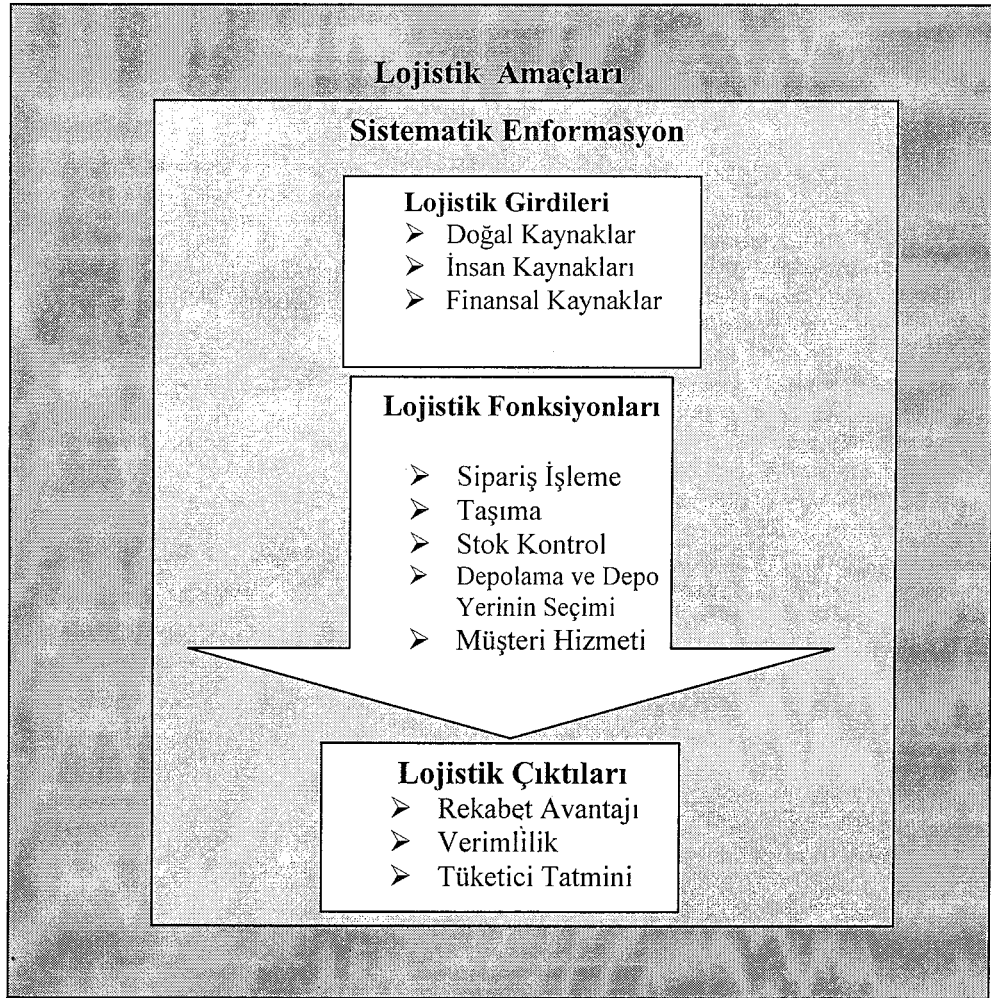 Lojistik Amaçları
Sistematik Enformasyon
Lojistik Girdileri
➢ Doğal Kaynaklar
➢ İnsan Kaynakları
➢ Finansal Kaynaklar
Lojistik Fonksiyonları
➢ Sipariş İşleme
➢ Taşıma
➢ Stok Kontrol
➢ Depolama ve Depo
Yerinin Seçimi
➢ Müşteri Hizmeti
Lojistik Çıktıları
➢ Rekabet Avantajı
➢ Verimlilik
➢ Tüketici Tatmini